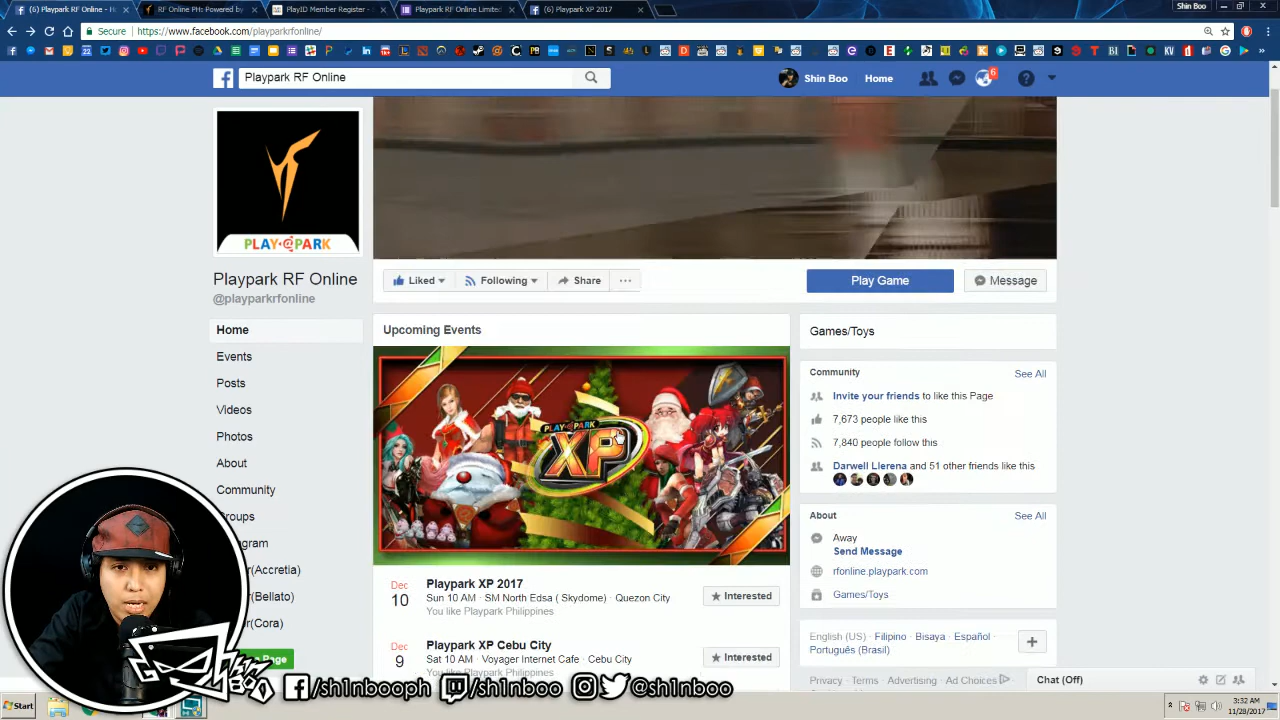 (6) Playpark RF Online - 
RF Online PH: Powered by
PlayID Member Register -
Playpark RF Online Limited
(6) Playpark XP 2017
Shin Boo
Secure
https://www.facebook.com/playparkrfonline/
Playpark RF Online
Shin Boo
Home
6
PLAY@PARK
Playpark RF Online
@playparkrfonline
Liked
Following
Share
Play Game
Message
Home
Events
Posts
Videos
Photos
About
Community
Groups
(Accretia)
(Bellato)
(Cora)
Page
Upcoming Events
PLAY@PARK
XP
Dec
10
Playpark XP 2017
Sun 10 AM · SM North Edsa ( Skydome) · Quezon City
You like Playpark Philippines
Interested
Dec
9
Playpark XP Cebu City
Sat 10 AM · Voyager Internet Cafe · Cebu City
You like Playpark Philippines
Interested
Games/Toys
Community
See All
Invite your friends to like this Page
7,673 people like this
7,840 people follow this
Darwell Llerena and 51 other friends like this
About
See All
Away
Send Message
rfonline.playpark.com
Games/Toys
English (US) · Filipino · Bisaya · Español ·
Português (Brasil)
Privacy · Terms · Advertising · Ad Choices
Chat (Off)
/sh1nbooph
/sh1nboo
@sh1nboo
Start
3:32 AM
11/28/2017